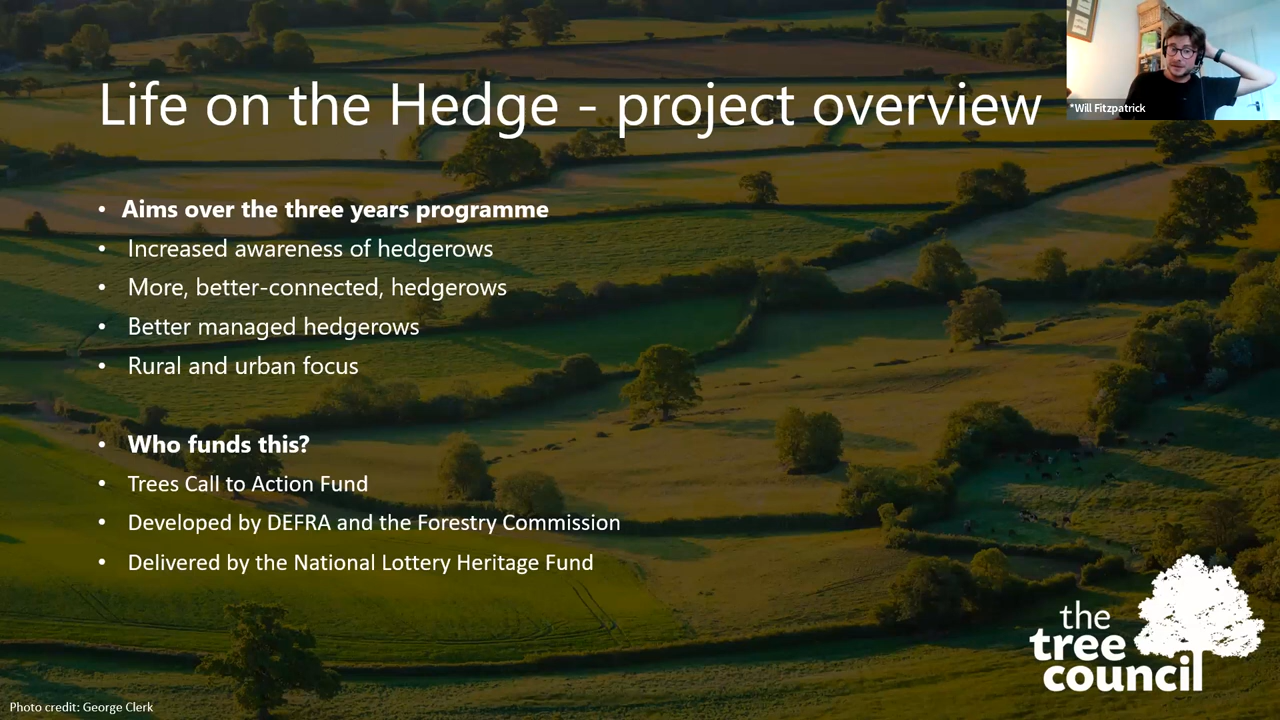 Life on the Hedge - project overview
*Will Fitzpatrick
• Aims over the three years programme
• Increased awareness of hedgerows
• More, better-connected, hedgerows
• Better managed hedgerows
• Rural and urban focus
• Who funds this?
• Trees Call to Action Fund
• Developed by DEFRA and the Forestry Commission
• Delivered by the National Lottery Heritage Fund
the
tree
council
Photo credit: George Clerk